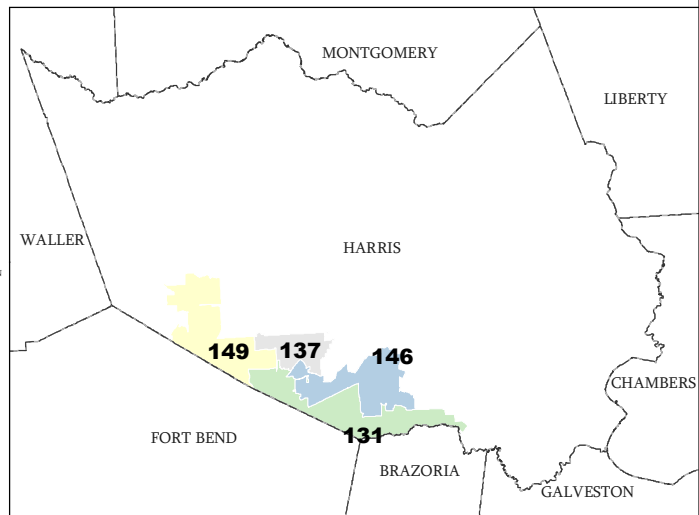 MONTGOMERY
LIBERTY
WALLER
HARRIS
149
137
146
CHAMBERS
131
FORT BEND
BRAZORIA
GALVESTON